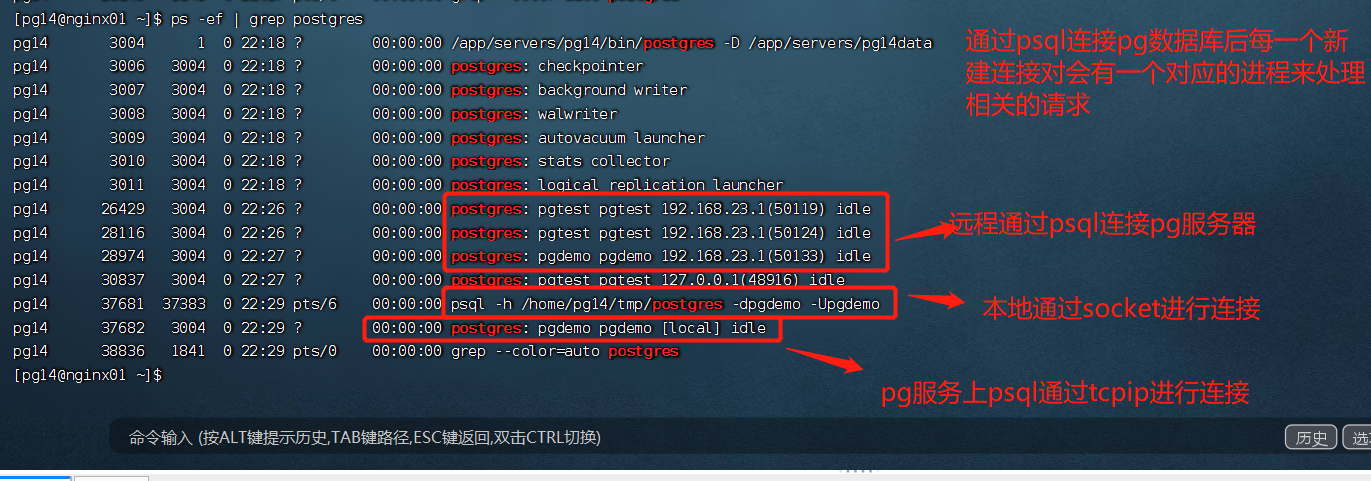 [pg14@nginx01 ~]$ ps -ef | grep postgres
pg14 3004 1 0 22:18 ? 00:00:00 /app/servers/pg14/bin/postgres -D /app/servers/pg14data
pg14 3006 3004 0 22:18 ? 00:00:00 postgres: checkpointer
pg14 3007 3004 0 22:18 ? 00:00:00 postgres: background writer
pg14 3008 3004 0 22:18 ? 00:00:00 postgres: walwriter
pg14 3009 3004 0 22:18 ? 00:00:00 postgres: autovacuum launcher
pg14 3010 3004 0 22:18 ? 00:00:00 postgres: stats collector
pg14 3011 3004 0 22:18 ? 00:00:00 postgres: logical replication launcher
pg14 26429 3004 0 22:26 ? 00:00:00 postgres: pgtest pgtest 192.168.23.1(50119) idle
pg14 28116 3004 0 22:26 ? 00:00:00 postgres: pgtest pgtest 192.168.23.1(50124) idle
pg14 28974 3004 0 22:27 ? 00:00:00 postgres: pgdemo pgdemo 192.168.23.1(50133) idle
pg14 30837 3004 0 22:27 ? 00:00:00 postgres: pgtest pgtest 127.0.0.1(48916) idle
pg14 37681 37383 0 22:29 pts/6 00:00:00 psql -h /home/pg14/tmp/postgres -dpgdemo -Upgdemo
pg14 37682 3004 0 22:29 ? 00:00:00 postgres: pgdemo pgdemo [local] idle
pg14 38836 1841 0 22:29 pts/0 00:00:00 grep --color=auto postgres
[pg14@nginx01 ~]$
通过psql连接pg数据库后每一个新
建连接对会有一个对应的进程来处理
相关的请求
远程通过psql连接pg服务器
本地通过socket进行连接
pg服务上psql通过tcpip进行连接
命令输入 (按ALT键提示历史,TAB键路径,ESC键返回,双击CTRL切换)
历史